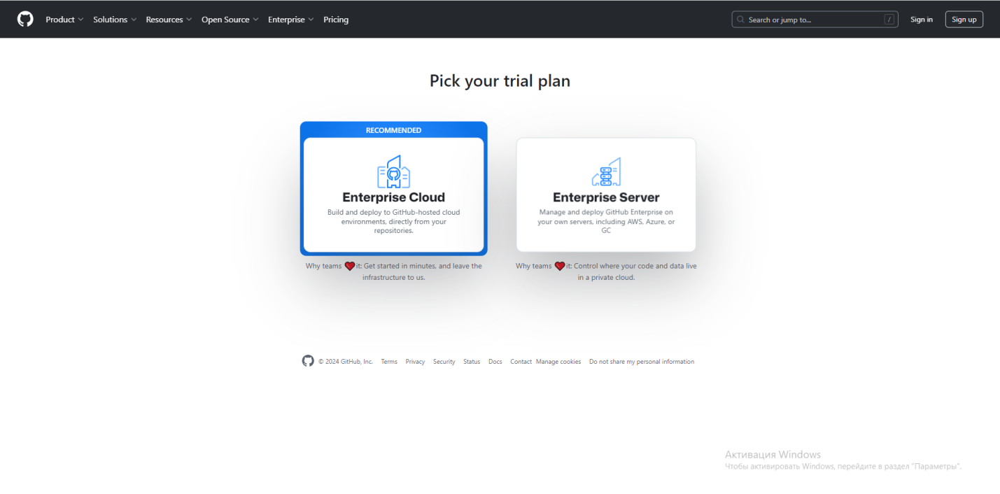 Product Solutions Resources Open Source Enterprise Pricing Search or jump to... / Sign in Sign up
Pick your trial plan
RECOMMENDED
Enterprise Cloud
Build and deploy to GitHub-hosted cloud
environments, directly from your
repositories.
Why teams ❤️it: Get started in minutes, and leave the
infrastructure to us.
Enterprise Server
Manage and deploy GitHub Enterprise on
your own servers, including AWS, Azure, or
GC
Why teams ❤️it: Control where your code and data live
in a private cloud.
© 2024 GitHub, Inc. Terms Privacy Security Status Docs Contact Manage cookies Do not share my personal information
Активация Windows
Чтобы активировать Windows, перейдите в раздел "Параметры".